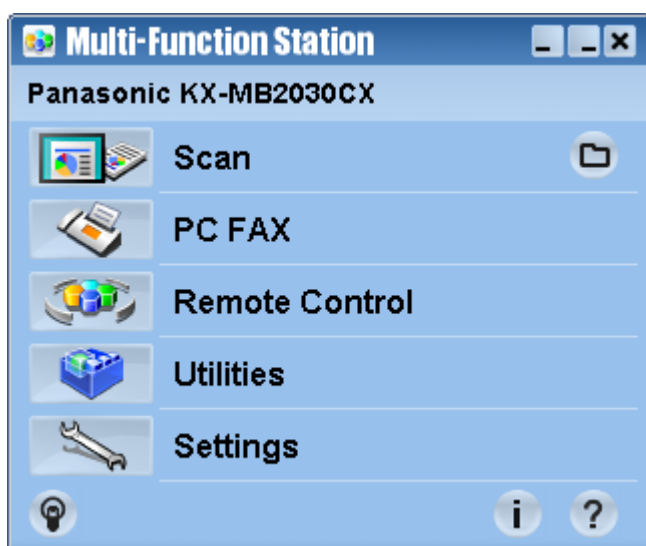 Multi-Function Station
Panasonic KX-MB2030CX
Scan
PC FAX
Remote Control
Utilities
Settings
i ?